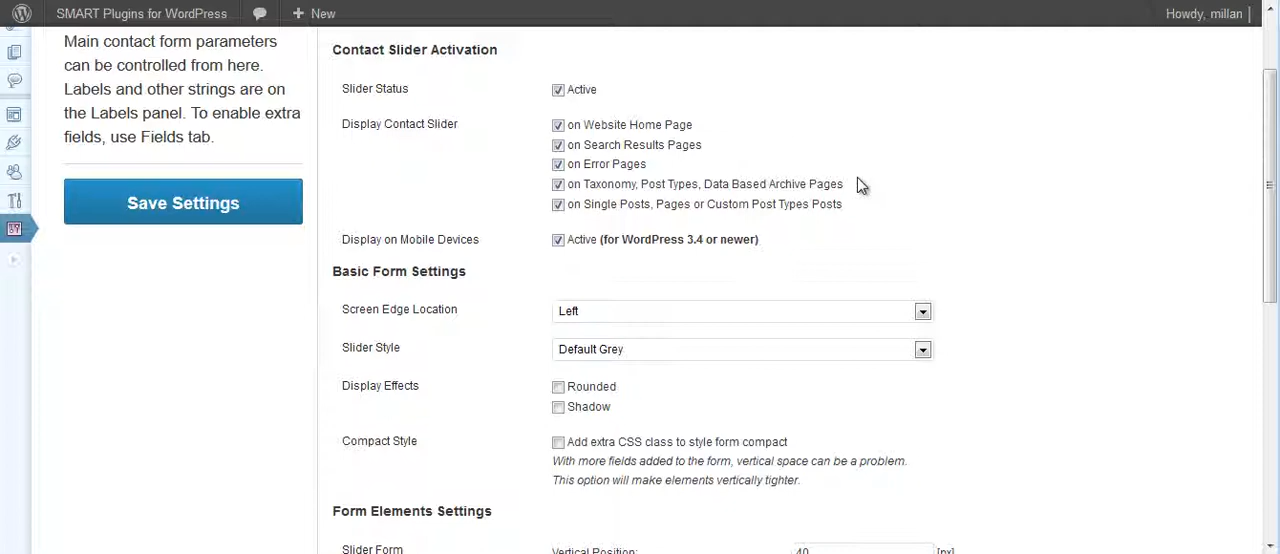 SMART Plugins for WordPress
+ New
Howdy, millan
Main contact form parameters
can be controlled from here.
Labels and other strings are on
the Labels panel. To enable extra
fields, use Fields tab.
Save Settings
Contact Slider Activation
Slider Status
Active
Display Contact Slider
on Website Home Page
on Search Results Pages
on Error Pages
on Taxonomy, Post Types, Data Based Archive Pages
on Single Posts, Pages or Custom Post Types Posts
Display on Mobile Devices
Active (for WordPress 3.4 or newer)
Basic Form Settings
Screen Edge Location
Left
Slider Style
Default Grey
Display Effects
Rounded
Shadow
Compact Style
Add extra CSS class to style form compact
With more fields added to the form, vertical space can be a problem.
This option will make elements vertically tighter.
Form Elements Settings
Slider Form
Vertical Position:
40
[px]